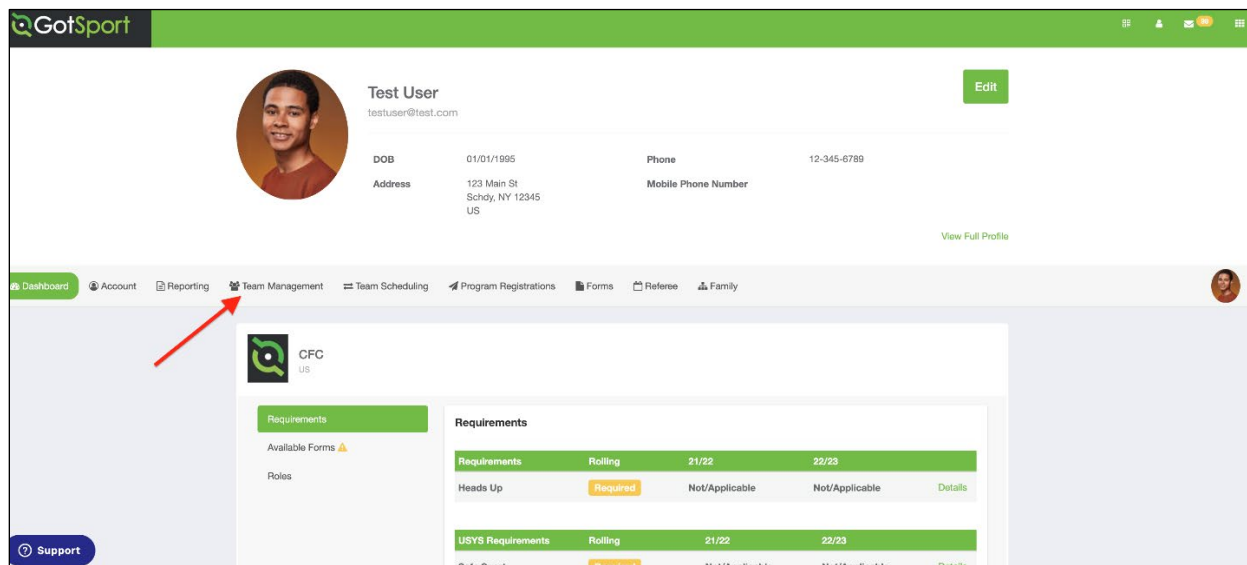 GotSport
Test User
Edit
testuser@test.com
DOB 01/01/1995 Phone 12-345-6789
Address 123 Main St Mobile Phone Number
Schdy, NY 12345
US
View Full Profile
Dashboard Account Reporting Team Management Team Scheduling Program Registrations Forms Referee Family
CFC
US
Requirements
Available Forms
Roles
Requirements
Requirements Rolling 21/22 22/23
Heads Up Required Not/Applicable Not/Applicable Details
USYS Requirements Rolling 21/22 22/23
Support